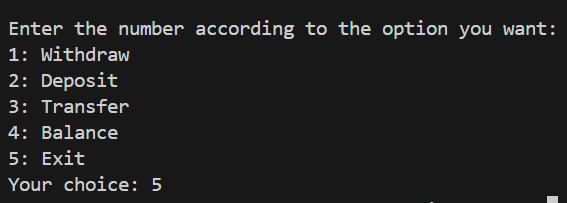 Enter the number according to the option you want:
1: Withdraw
2: Deposit
3: Transfer
4: Balance
5: Exit
Your choice: 5